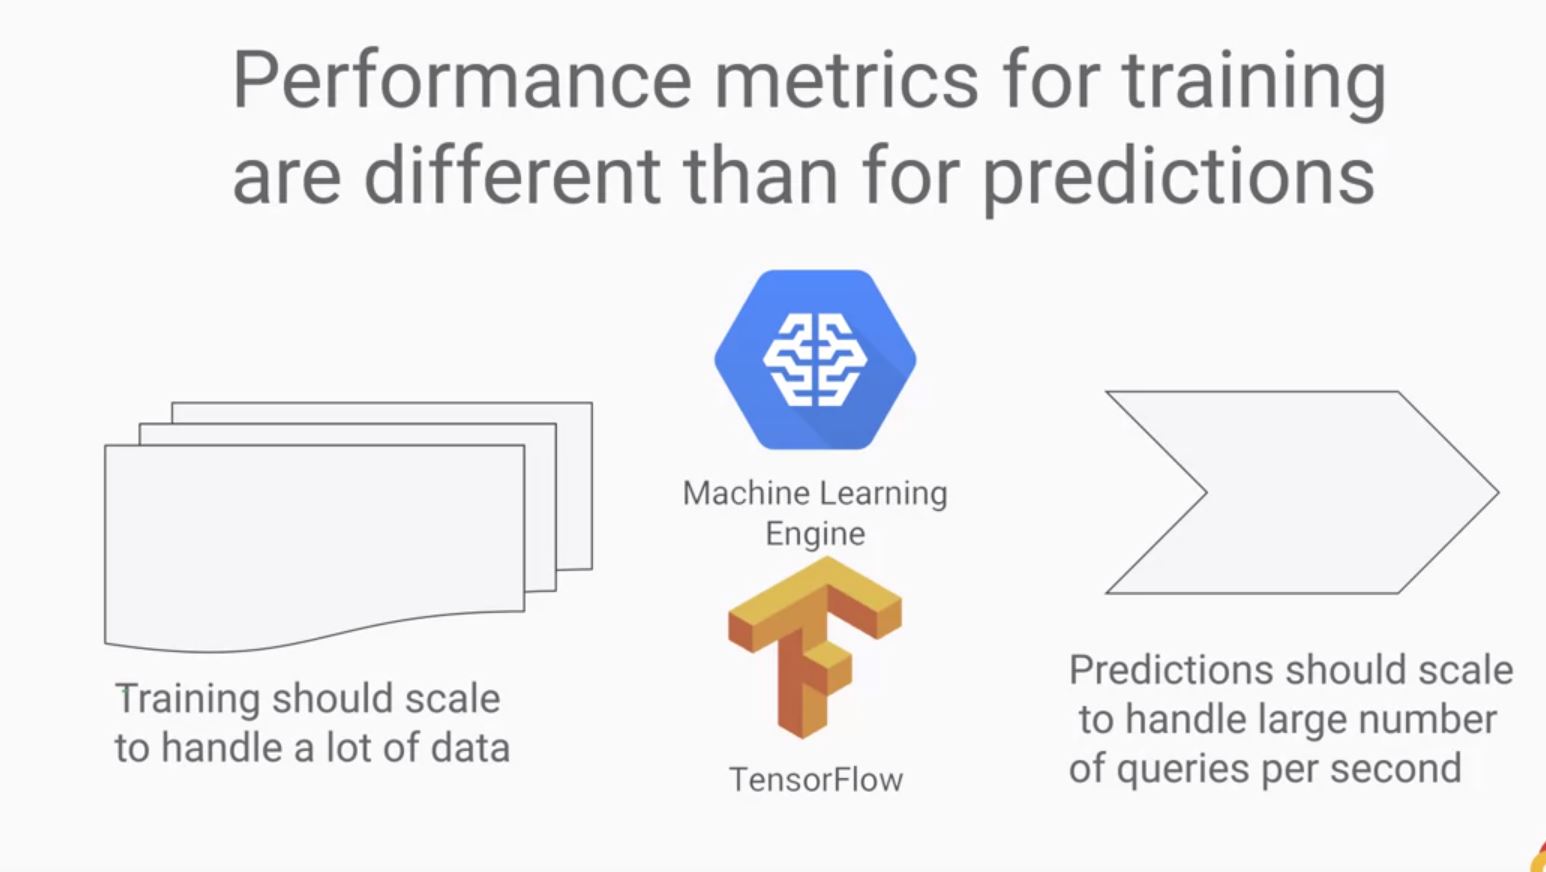 Performance metrics for training
are different than for predictions
Machine Learning
Engine
TensorFlow
Training should scale
to handle a lot of data
Predictions should scale
to handle large number
of queries per second